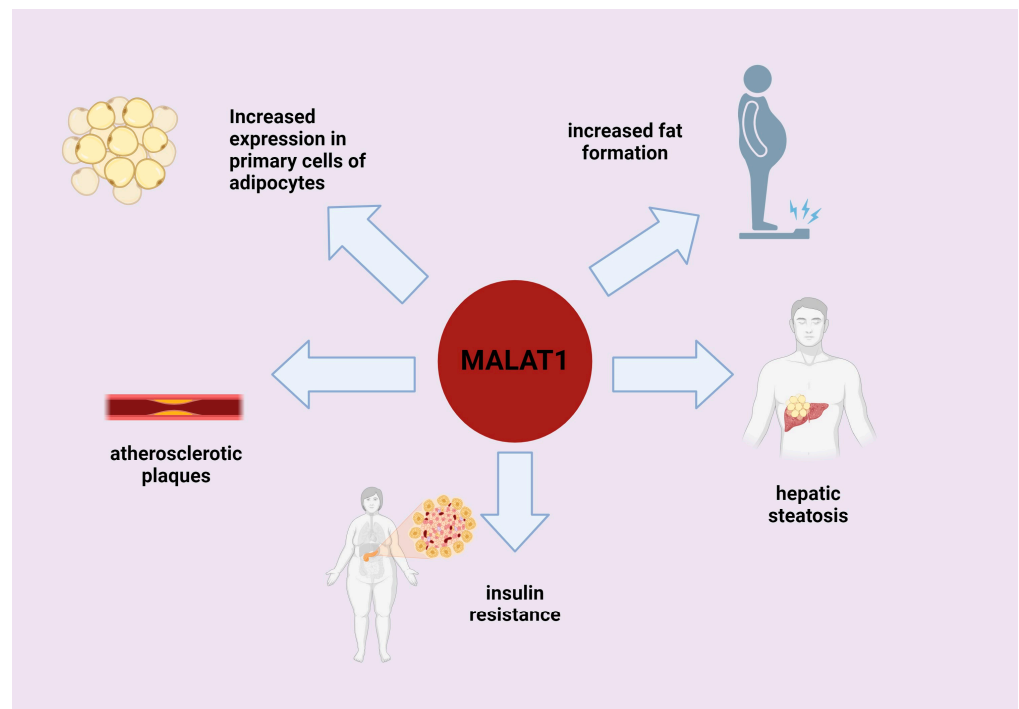 Increased
expression in
primary cells of
adipocytes
increased fat
formation
MALAT1
atherosclerotic
plaques
hepatic
steatosis
insulin
resistance